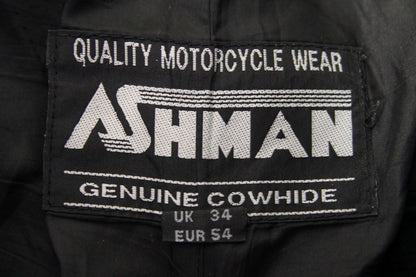 QUALITY MOTORCYCLE WEAR
ASHMAN
GENUINE COWHIDE
UK 34
EUR 54